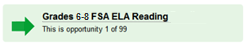 Grades 6-8 FSA ELA Reading
This is opportunity 1 of 99